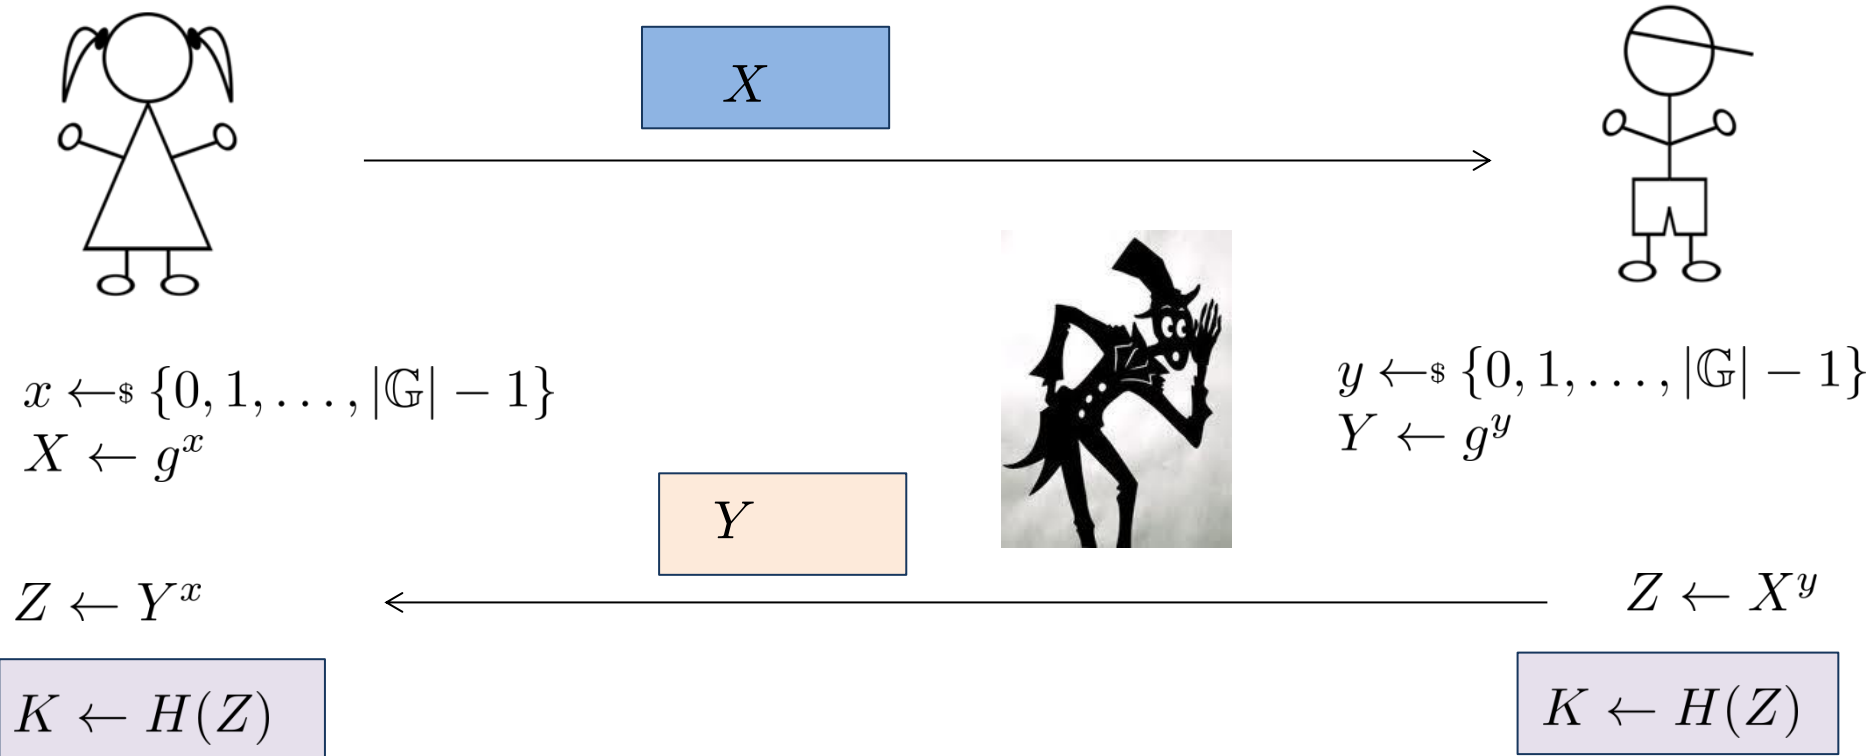 X
x ←$ {0, 1, . . . , |𝔾| − 1}
X ← g^x
y ←$ {0, 1, . . . , |𝔾| − 1}
Y ← g^y
Y
Z ← Y^x
Z ← X^y
K ← H(Z)
K ← H(Z)